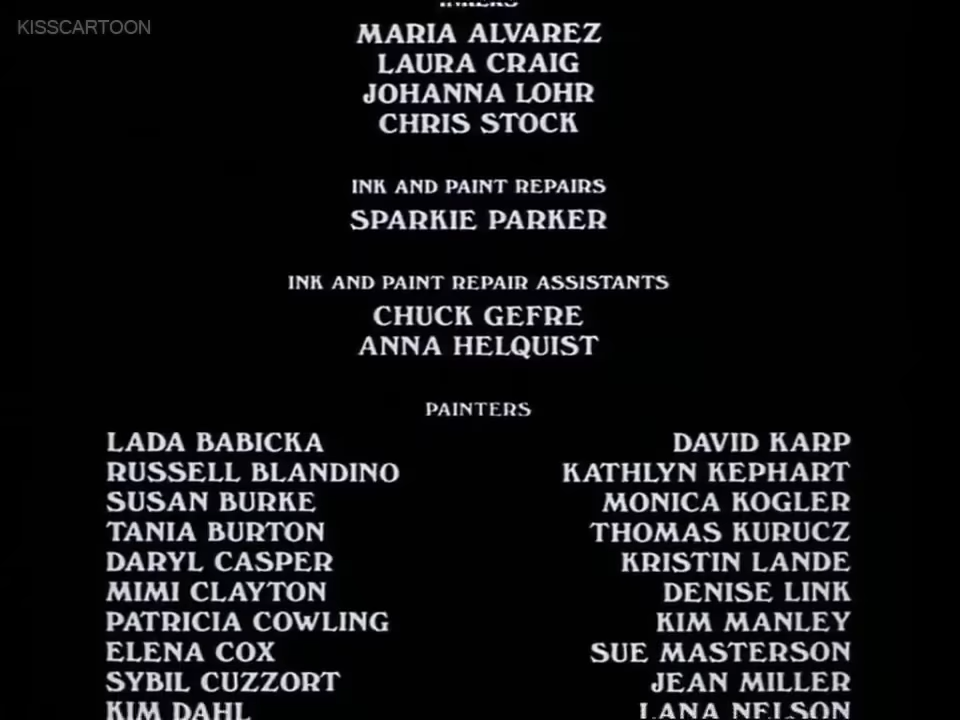 KISSCARTOON
INKERS
MARIA ALVAREZ
LAURA CRAIG
JOHANNA LOHR
CHRIS STOCK
INK AND PAINT REPAIRS
SPARKIE PARKER
INK AND PAINT REPAIR ASSISTANTS
CHUCK GEFRE
ANNA HELQUIST
PAINTERS
LADA BABICKA DAVID KARP
RUSSELL BLANDINO KATHLYN KEPHART
SUSAN BURKE MONICA KOGLER
TANIA BURTON THOMAS KURUCZ
DARYL CASPER KRISTIN LANDE
MIMI CLAYTON DENISE LINK
PATRICIA COWLING KIM MANLEY
ELENA COX SUE MASTERSON
SYBIL CUZZORT JEAN MILLER
KIM DAHL LANA NELSON